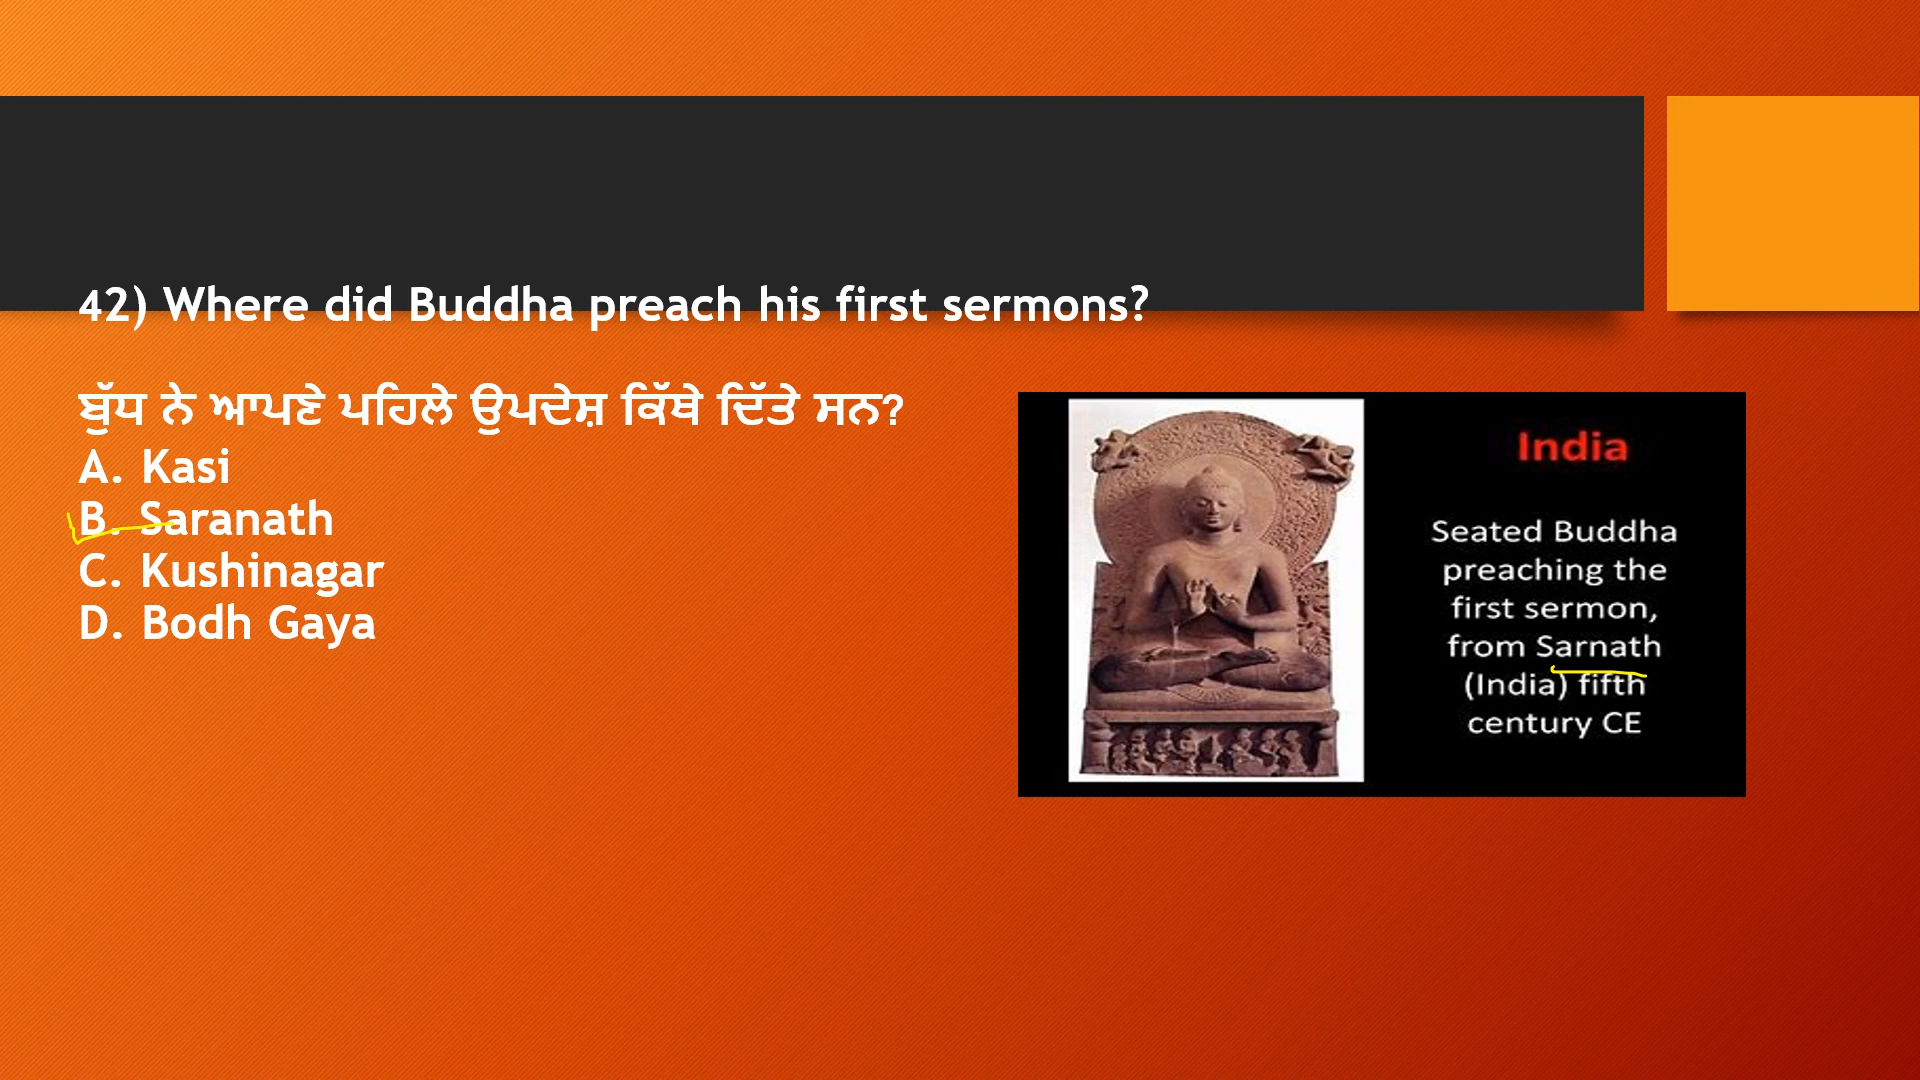 42) Where did Buddha preach his first sermons?
ਬੁੱਧ ਨੇ ਆਪਣੇ ਪਹਿਲੇ ਉਪਦੇਸ਼ ਕਿੱਥੇ ਦਿੱਤੇ ਸਨ?
A. Kasi
B. Saranath
C. Kushinagar
D. Bodh Gaya
India
Seated Buddha
preaching the
first sermon,
from Sarnath
(India) fifth
century CE